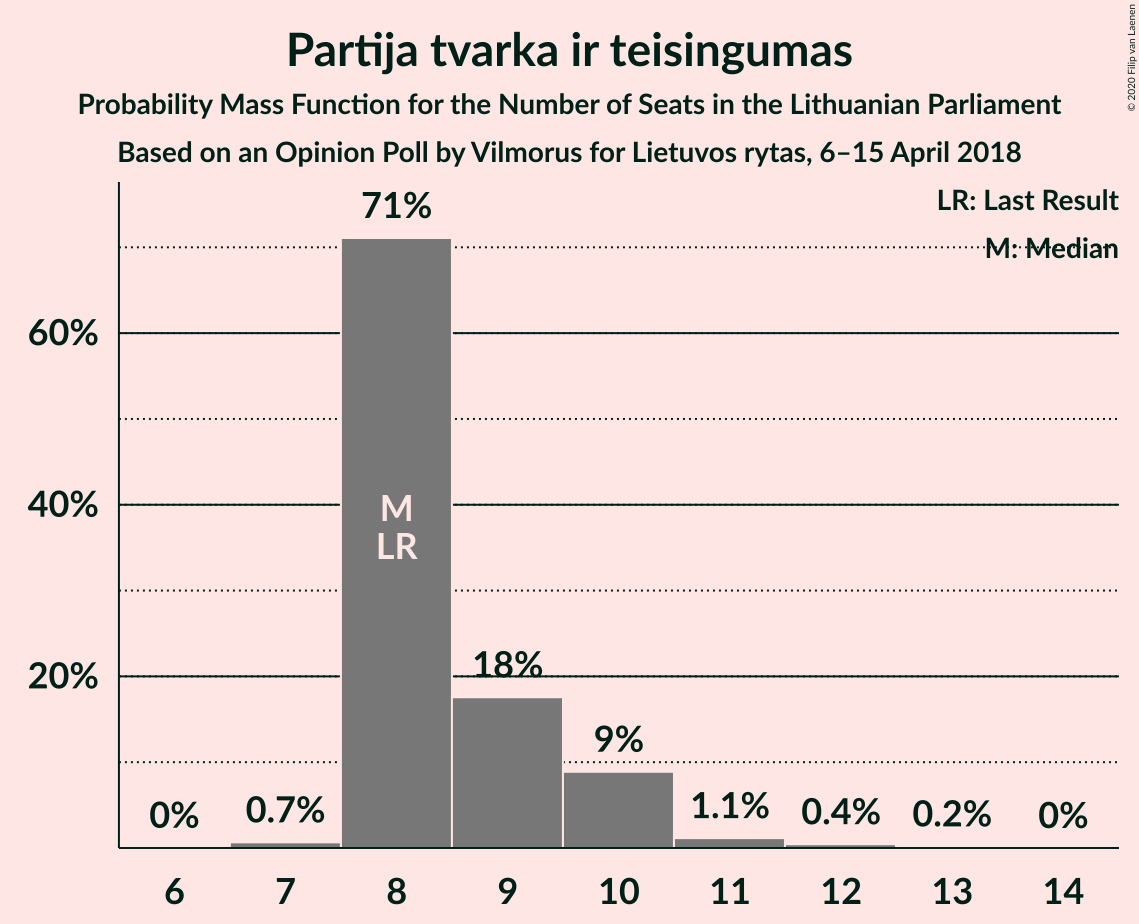 Partija tvarka ir teisingumas
Probability Mass Function for the Number of Seats in the Lithuanian Parliament
Based on an Opinion Poll by Vilmorus for Lietuvos rytas, 6–15 April 2018
© 2020 Filip van Laenen
LR: Last Result
M: Median
71%
60%
40%
M
LR
20%
18%
9%
0%
0.7%
1.1%
0.4%
0.2%
0%
6 7 8 9 10 11 12 13 14